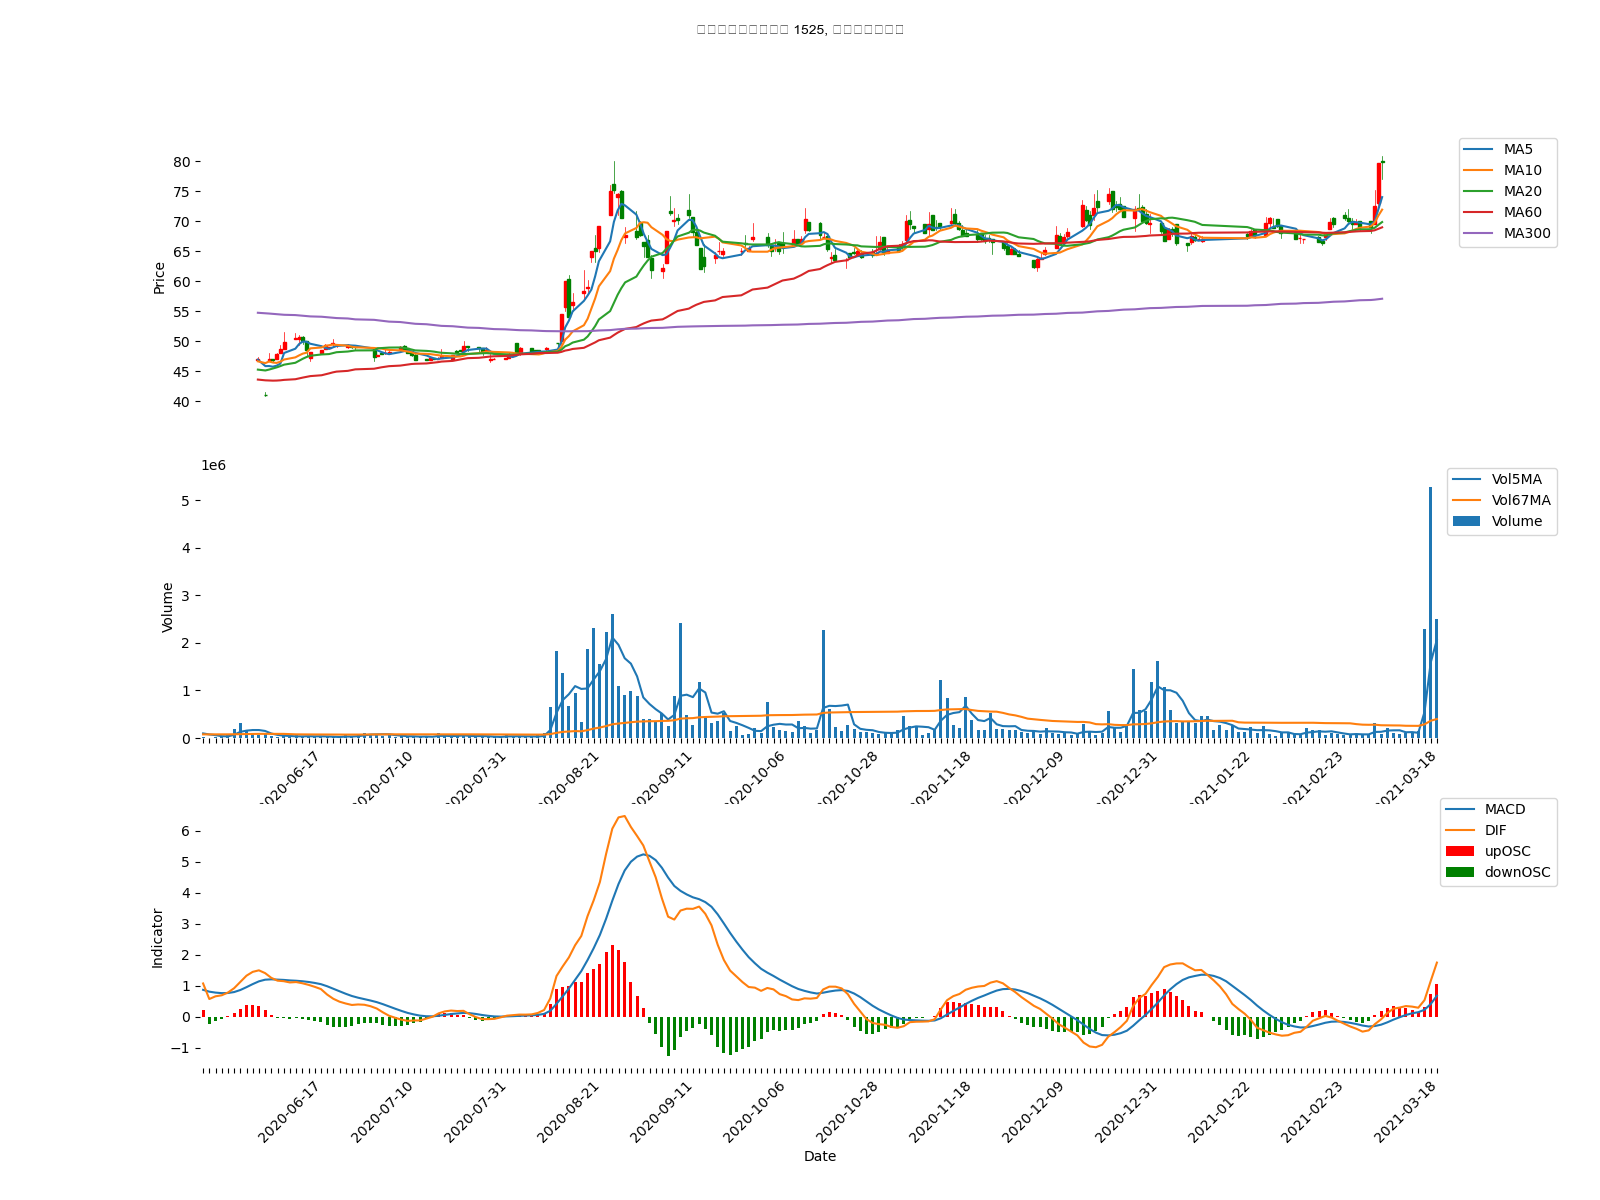 1525,
80
75
70
65
60
55
50
45
40
Price
MA5
MA10
MA20
MA60
MA300
1e6
5
4
3
2
1
0
Volume
Vol5MA
Vol67MA
Volume
2020-06-17
2020-07-10
2020-07-31
2020-08-21
2020-09-11
2020-10-06
2020-10-28
2020-11-18
2020-12-09
2020-12-31
2021-01-22
2021-02-23
2021-03-18
6
5
4
3
2
1
0
−1
Indicator
MACD
DIF
upOSC
downOSC
2020-06-17
2020-07-10
2020-07-31
2020-08-21
2020-09-11
2020-10-06
2020-10-28
2020-11-18
2020-12-09
2020-12-31
2021-01-22
2021-02-23
2021-03-18
Date